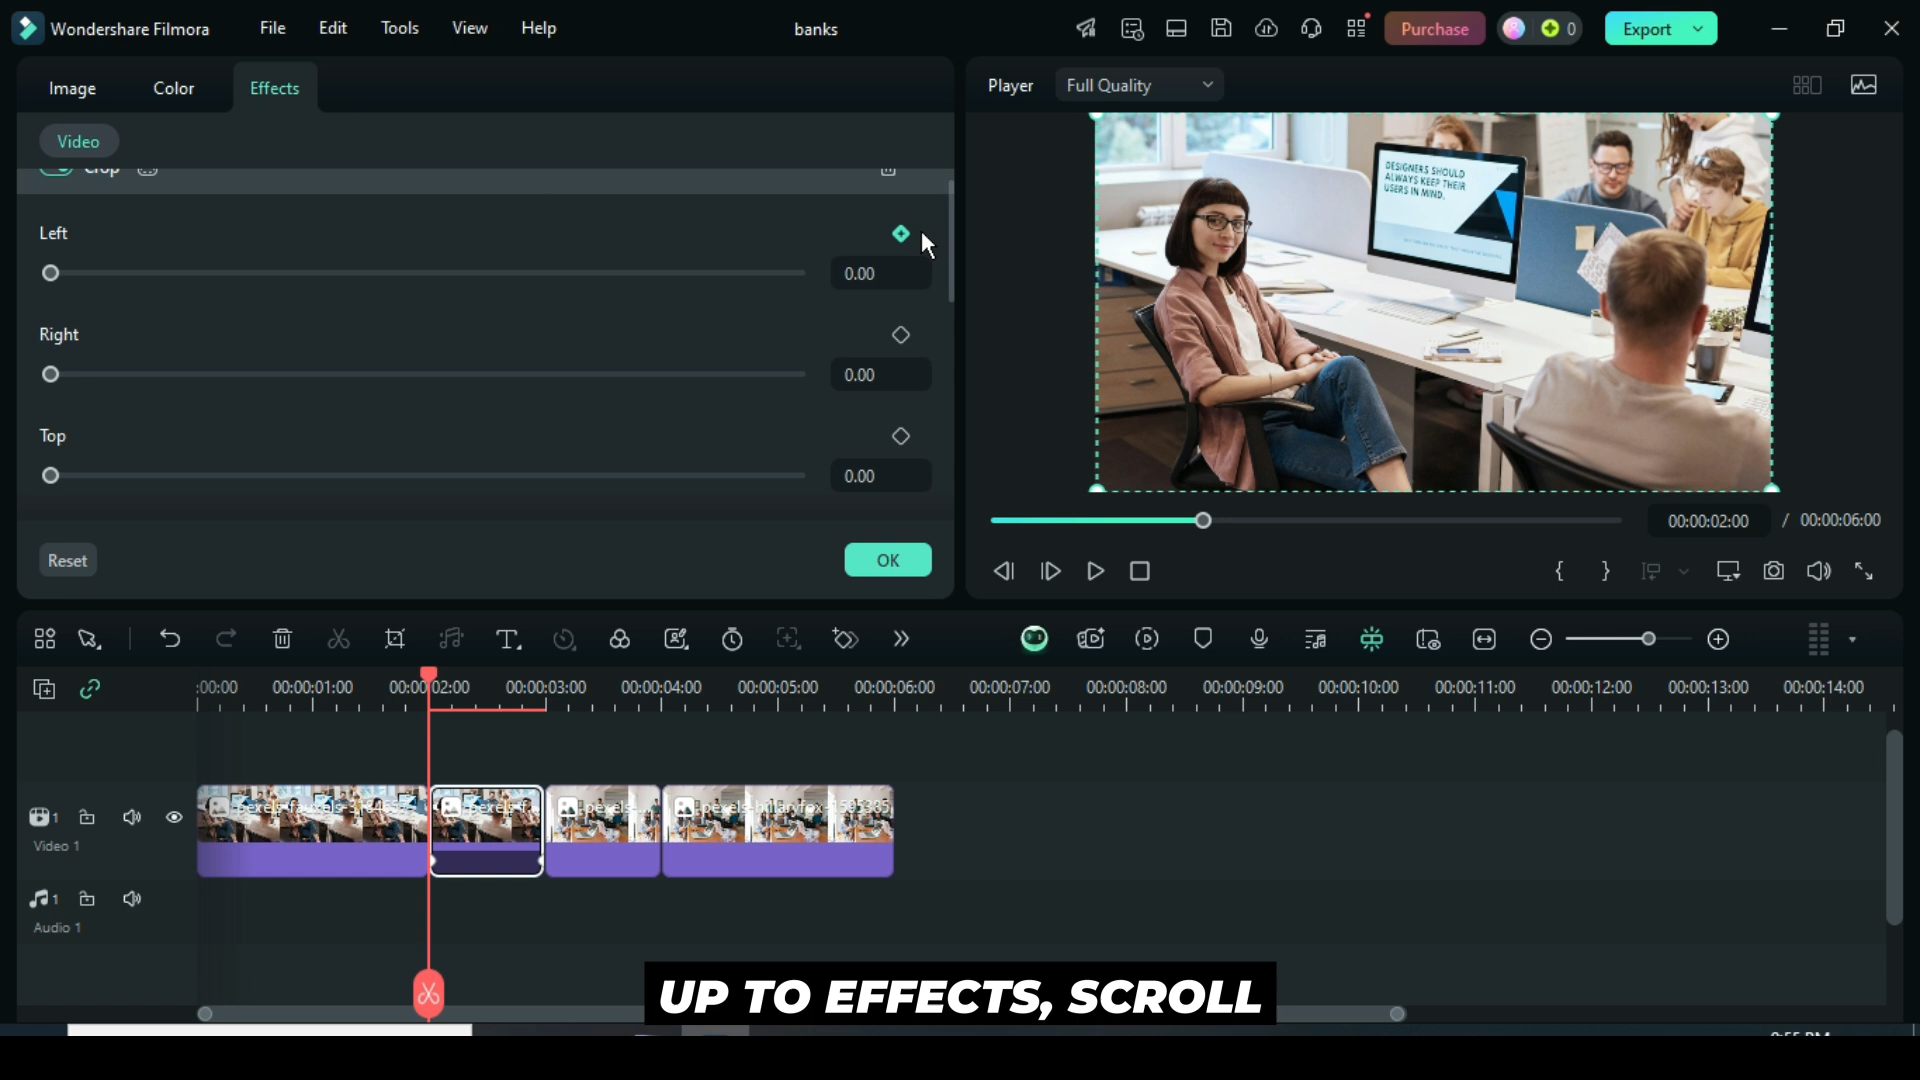 Wondershare Filmora
File
Edit
Tools
View
Help
banks
Purchase
0
Export
Image
Color
Effects
Player
Full Quality
Video
Crop
Left
0.00
Right
0.00
Top
0.00
Reset
OK
DESIGNERS SHOULD
ALWAYS KEEP THEIR
USERS IN MIND.
00:00:02:00 / 00:00:06:00
:00:00
00:00:01:00
00:00:02:00
00:00:03:00
00:00:04:00
00:00:05:00
00:00:06:00
00:00:07:00
00:00:08:00
00:00:09:00
00:00:10:00
00:00:11:00
00:00:12:00
00:00:13:00
00:00:14:00
1
Video 1
1
Audio 1
UP TO EFFECTS, SCROLL